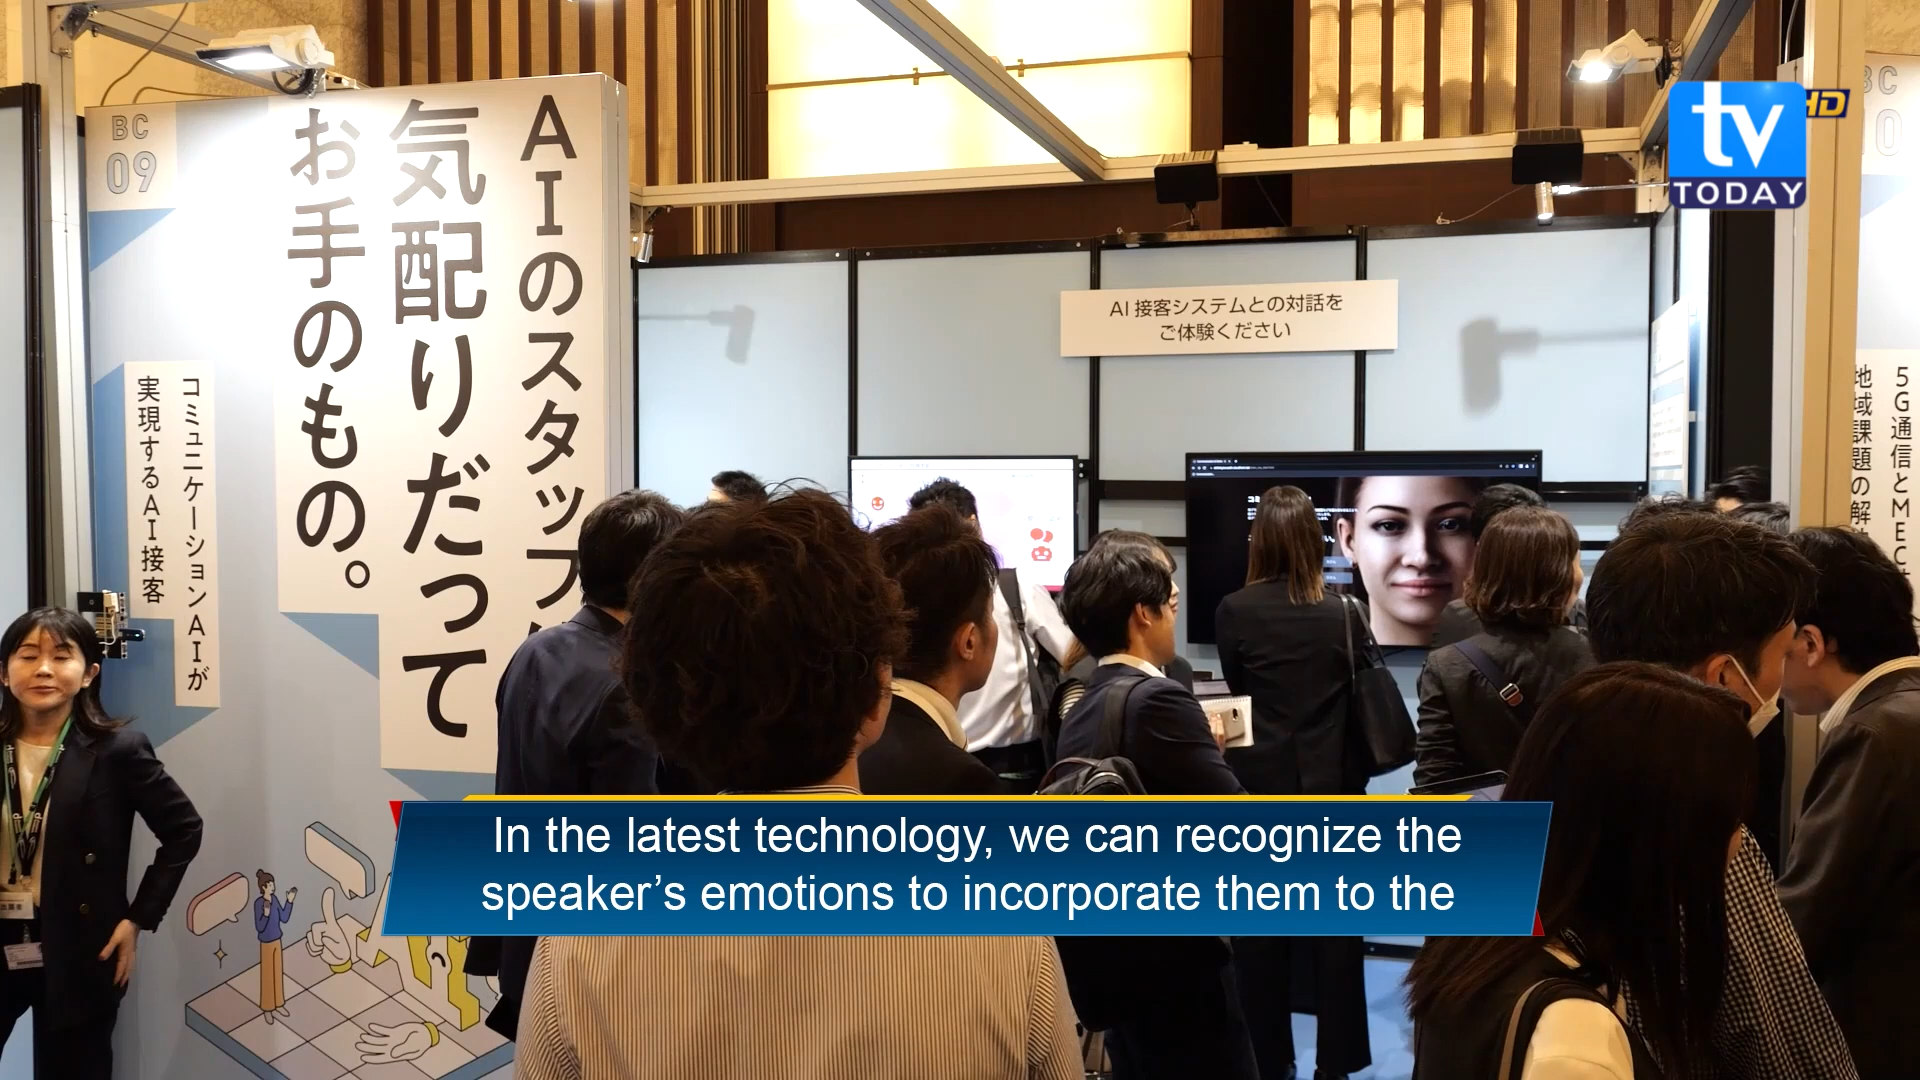 BC
09
AIのスタッフ
気配りだって
お手のもの。
コミュニケーションAIが
実現するAI接客
AI 接客システムとの対話を
ご体験ください
tv
TODAY
HD
BC
5G通信とMEC
地域課題の解
In the latest technology, we can recognize the
speaker’s emotions to incorporate them to the